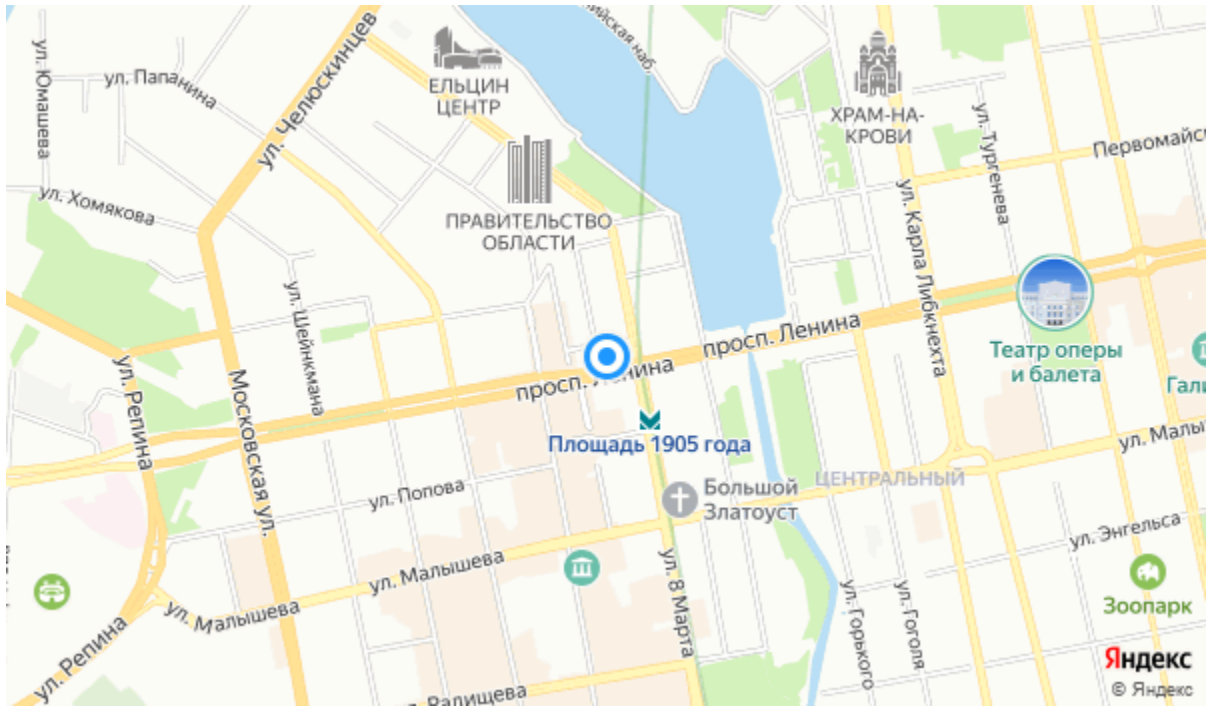 ул. Юмашева
ул. Папанина
ул. Челюскинцев
ЕЛЬЦИН
ЦЕНТР
наб.
ХРАМ-НА-
КРОВИ
ул. Тургенева
Первомайс
ул. Хомякова
ПРАВИТЕЛЬСТВО
ОБЛАСТИ
ул. Карла Либкнехта
ул. Шейнкмана
просп. Ленина
Театр оперы
и балета
Гали
ул. Репина
Московская ул.
просп. Ленина
Площадь 1905 года
ул. Малы
ул. Попова
Большой
Златоуст
ЦЕНТРАЛЬНЫЙ
ул. Энгельса
ул. Малышева
ул. Малышева
ул. 8 Марта
ул. Горького
ул. Гоголя
Зоопарк
ул. Репина
Яндекс
© Яндекс